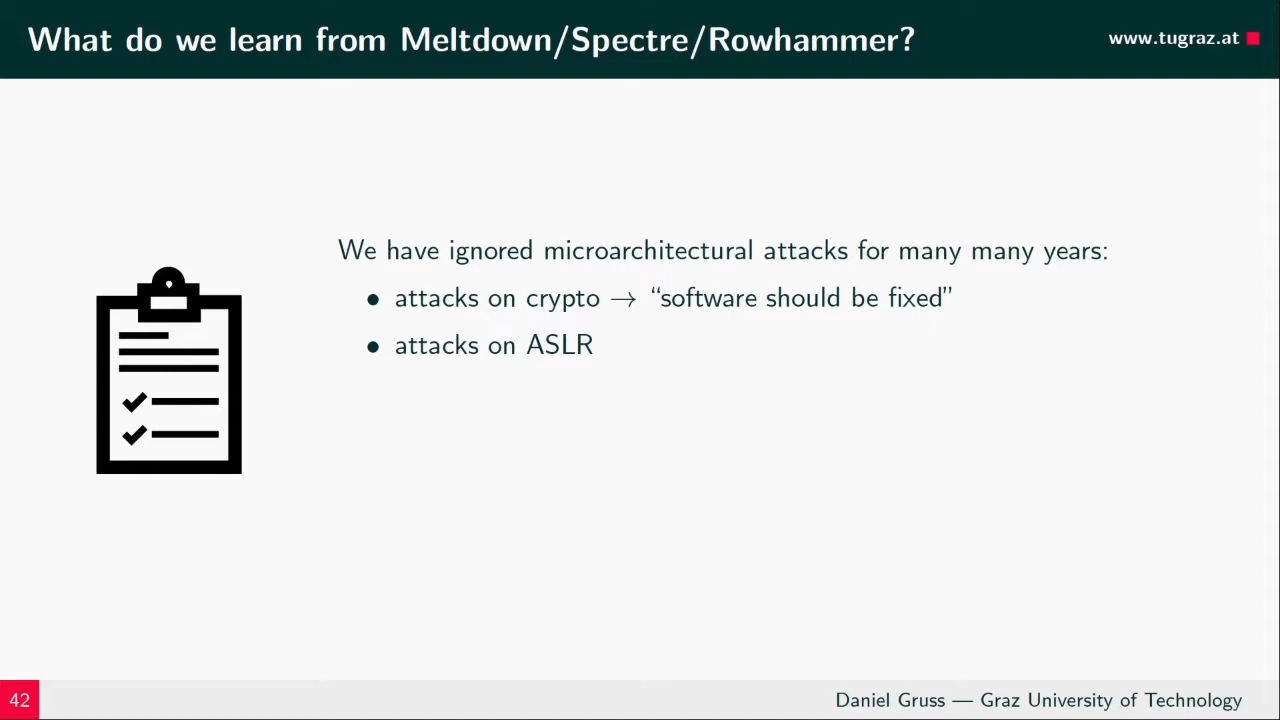 What do we learn from Meltdown/Spectre/Rowhammer?
www.tugraz.at
We have ignored microarchitectural attacks for many many years:
• attacks on crypto → “software should be fixed”
• attacks on ASLR
42
Daniel Gruss — Graz University of Technology